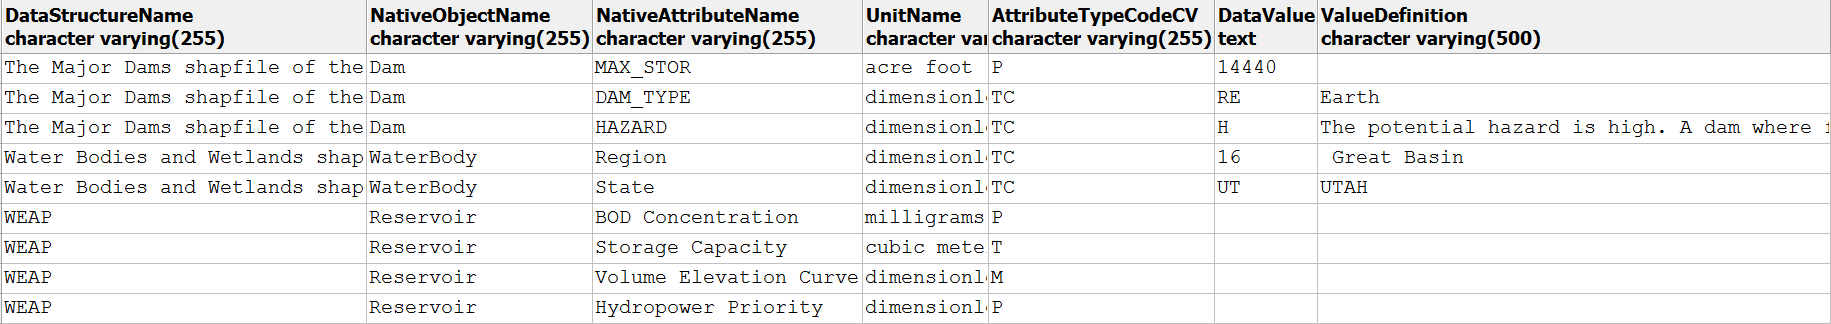 DataStructureName NativeObjectName NativeAttributeName UnitName AttributeTypeCodeCV DataValue ValueDefinition
character varying(255) character varying(255) character varying(255) character va character varying(255) text character varying(500)
The Major Dams shapfile of the Dam MAX_STOR acre foot P 14440
The Major Dams shapfile of the Dam DAM_TYPE dimensionl TC RE Earth
The Major Dams shapfile of the Dam HAZARD dimensionl TC H The potential hazard is high. A dam where
Water Bodies and Wetlands shap WaterBody Region dimensionl TC 16 Great Basin
Water Bodies and Wetlands shap WaterBody State dimensionl TC UT UTAH
WEAP Reservoir BOD Concentration milligrams P
WEAP Reservoir Storage Capacity cubic mete T
WEAP Reservoir Volume Elevation Curve dimensionl M
WEAP Reservoir Hydropower Priority dimensionl P